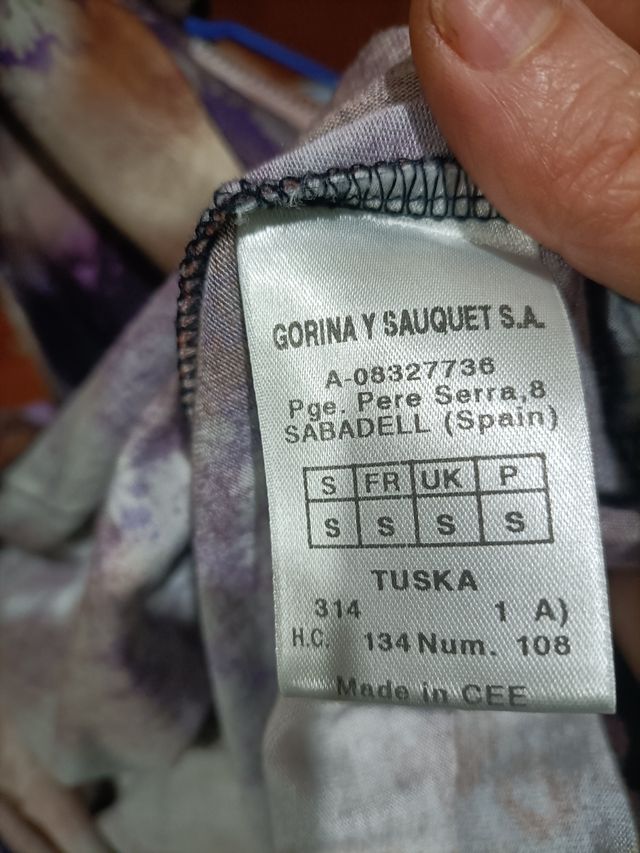 GORINA Y SAUQUET S.A.
A-08327736
Pge. Pere Serra,8
SABADELL (Spain)
S FR UK P
S S S S
TUSKA
314 1 A)
H.C. 134 Num. 108
Made in CEE